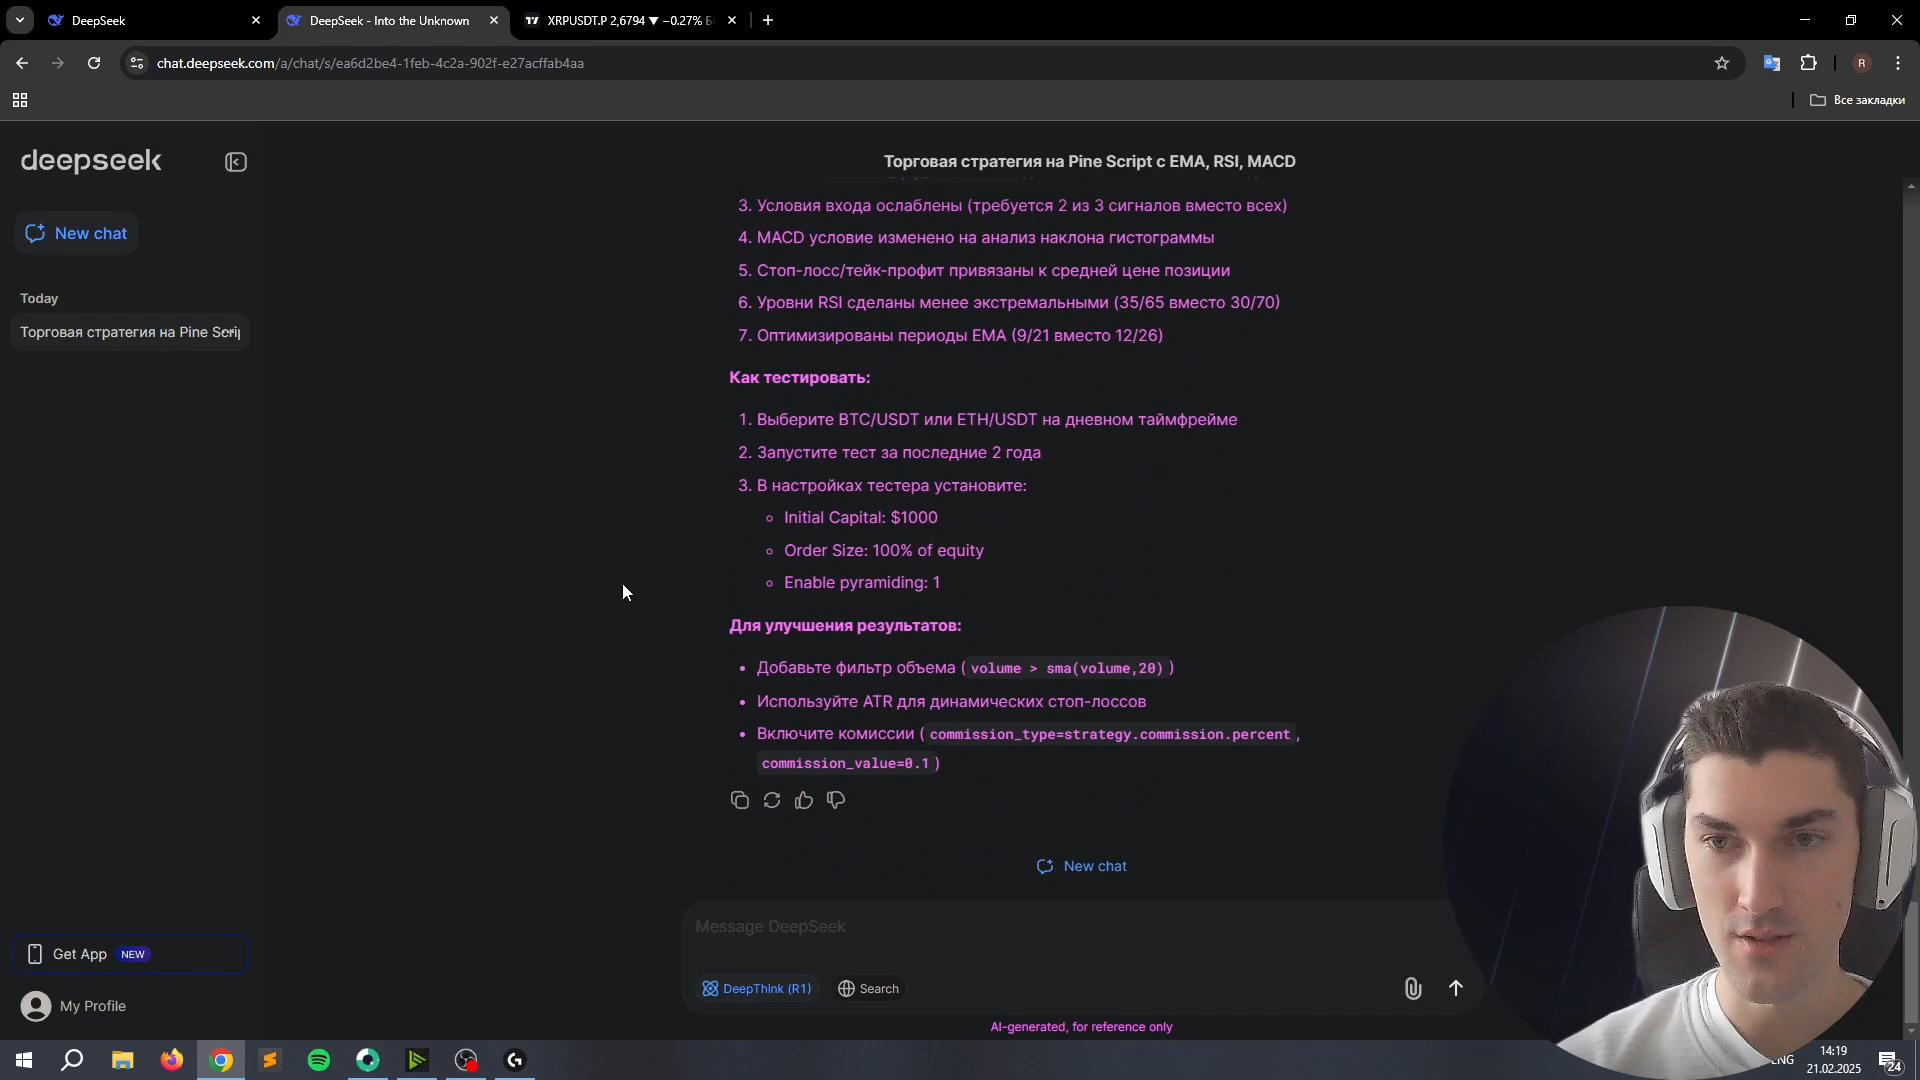 DeepSeek
DeepSeek - Into the Unknown
XRPUSDT.P 2,6794 ▼ −0.27% Б
chat.deepseek.com/a/chat/s/ea6d2be4-1feb-4c2a-902f-e27acffab4aa
R
Все закладки
deepseek
New chat
Today
Торговая стратегия на Pine Scrip
Торговая стратегия на Pine Script с EMA, RSI, MACD
3. Условия входа ослаблены (требуется 2 из 3 сигналов вместо всех)
4. MACD условие изменено на анализ наклона гистограммы
5. Стоп-лосс/тейк-профит привязаны к средней цене позиции
6. Уровни RSI сделаны менее экстремальными (35/65 вместо 30/70)
7. Оптимизированы периоды EMA (9/21 вместо 12/26)
Как тестировать:
1. Выберите BTC/USDT или ETH/USDT на дневном таймфрейме
2. Запустите тест за последние 2 года
3. В настройках тестера установите:
Initial Capital: $1000
Order Size: 100% of equity
Enable pyramiding: 1
Для улучшения результатов:
Добавьте фильтр объема ( volume > sma(volume,20) )
Используйте ATR для динамических стоп-лоссов
Включите комиссии ( commission_type=strategy.commission.percent ,
commission_value=0.1 )
New chat
Message DeepSeek
DeepThink (R1)
Search
AI-generated, for reference only
Get App NEW
My Profile
ENG
14:19
21.02.2025
24